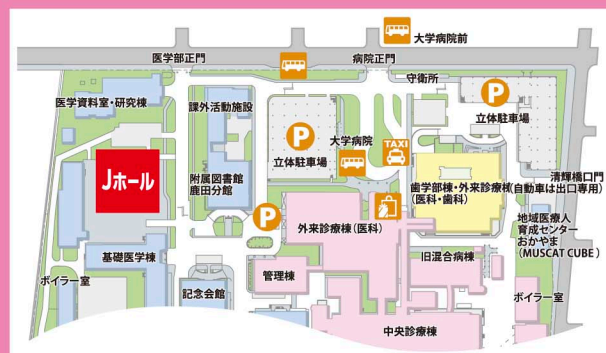 大学病院前
医学部正門
病院正門
守衛所
医学資料室・研究棟
課外活動施設
P
立体駐車場
大学病院
TAXI
P
立体駐車場
Jホール
附属図書館
鹿田分館
歯学部棟・外来診療棟
(医科・歯科)
清輝橋口門
(自動車は出口専用)
P
外来診療棟(医科)
地域医療人
育成センター
おかやま
(MUSCAT CUBE)
基礎医学棟
管理棟
旧混合病棟
ボイラー室
記念会館
ボイラー室
中央診療棟